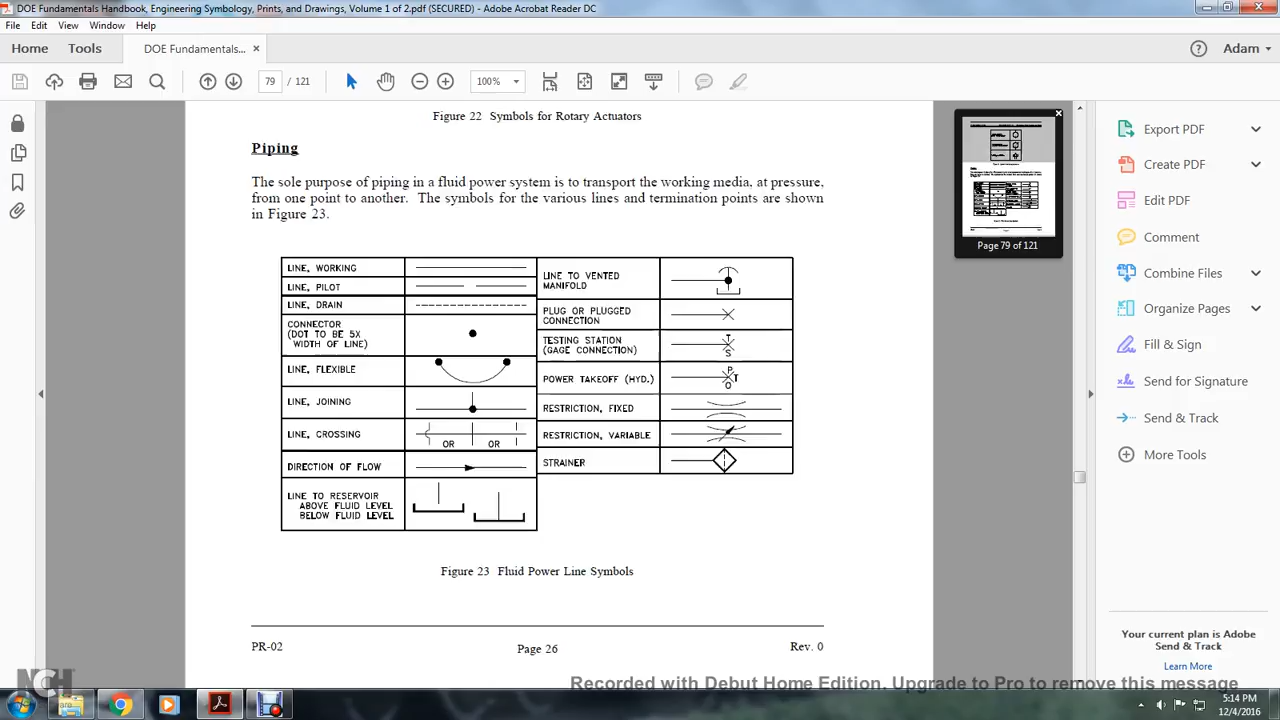 DOE Fundamentals Handbook, Engineering Symbology, Prints, and Drawings, Volume 1 of 2.pdf (SECURED) - Adobe Acrobat Reader DC
File Edit View Window Help
Home Tools DOE Fundamentals... × Adam
79 / 121 100%
Figure 22 Symbols for Rotary Actuators
Piping
The sole purpose of piping in a fluid power system is to transport the working media, at pressure,
from one point to another. The symbols for the various lines and termination points are shown
in Figure 23.
LINE, WORKING
LINE, PILOT
LINE, DRAIN
CONNECTOR
(DOT TO BE 5X
WIDTH OF LINE)
LINE, FLEXIBLE
LINE, JOINING
LINE, CROSSING
OR OR
DIRECTION OF FLOW
LINE TO RESERVOIR
ABOVE FLUID LEVEL
BELOW FLUID LEVEL
LINE TO VENTED
MANIFOLD
PLUG OR PLUGGED
CONNECTION
TESTING STATION
(GAGE CONNECTION)
T
S
POWER TAKEOFF (HYD.)
P
T
O
RESTRICTION, FIXED
RESTRICTION, VARIABLE
STRAINER
Figure 23 Fluid Power Line Symbols
PR-02 Page 26 Rev. 0
Page 79 of 121
Export PDF
Create PDF
Edit PDF
Comment
Combine Files
Organize Pages
Fill & Sign
Send for Signature
Send & Track
More Tools
Your current plan is Adobe
Send & Track
Learn More
NCH
Recorded with Debut Home Edition. Upgrade to Pro to remove this message
5:14 PM
12/4/2016